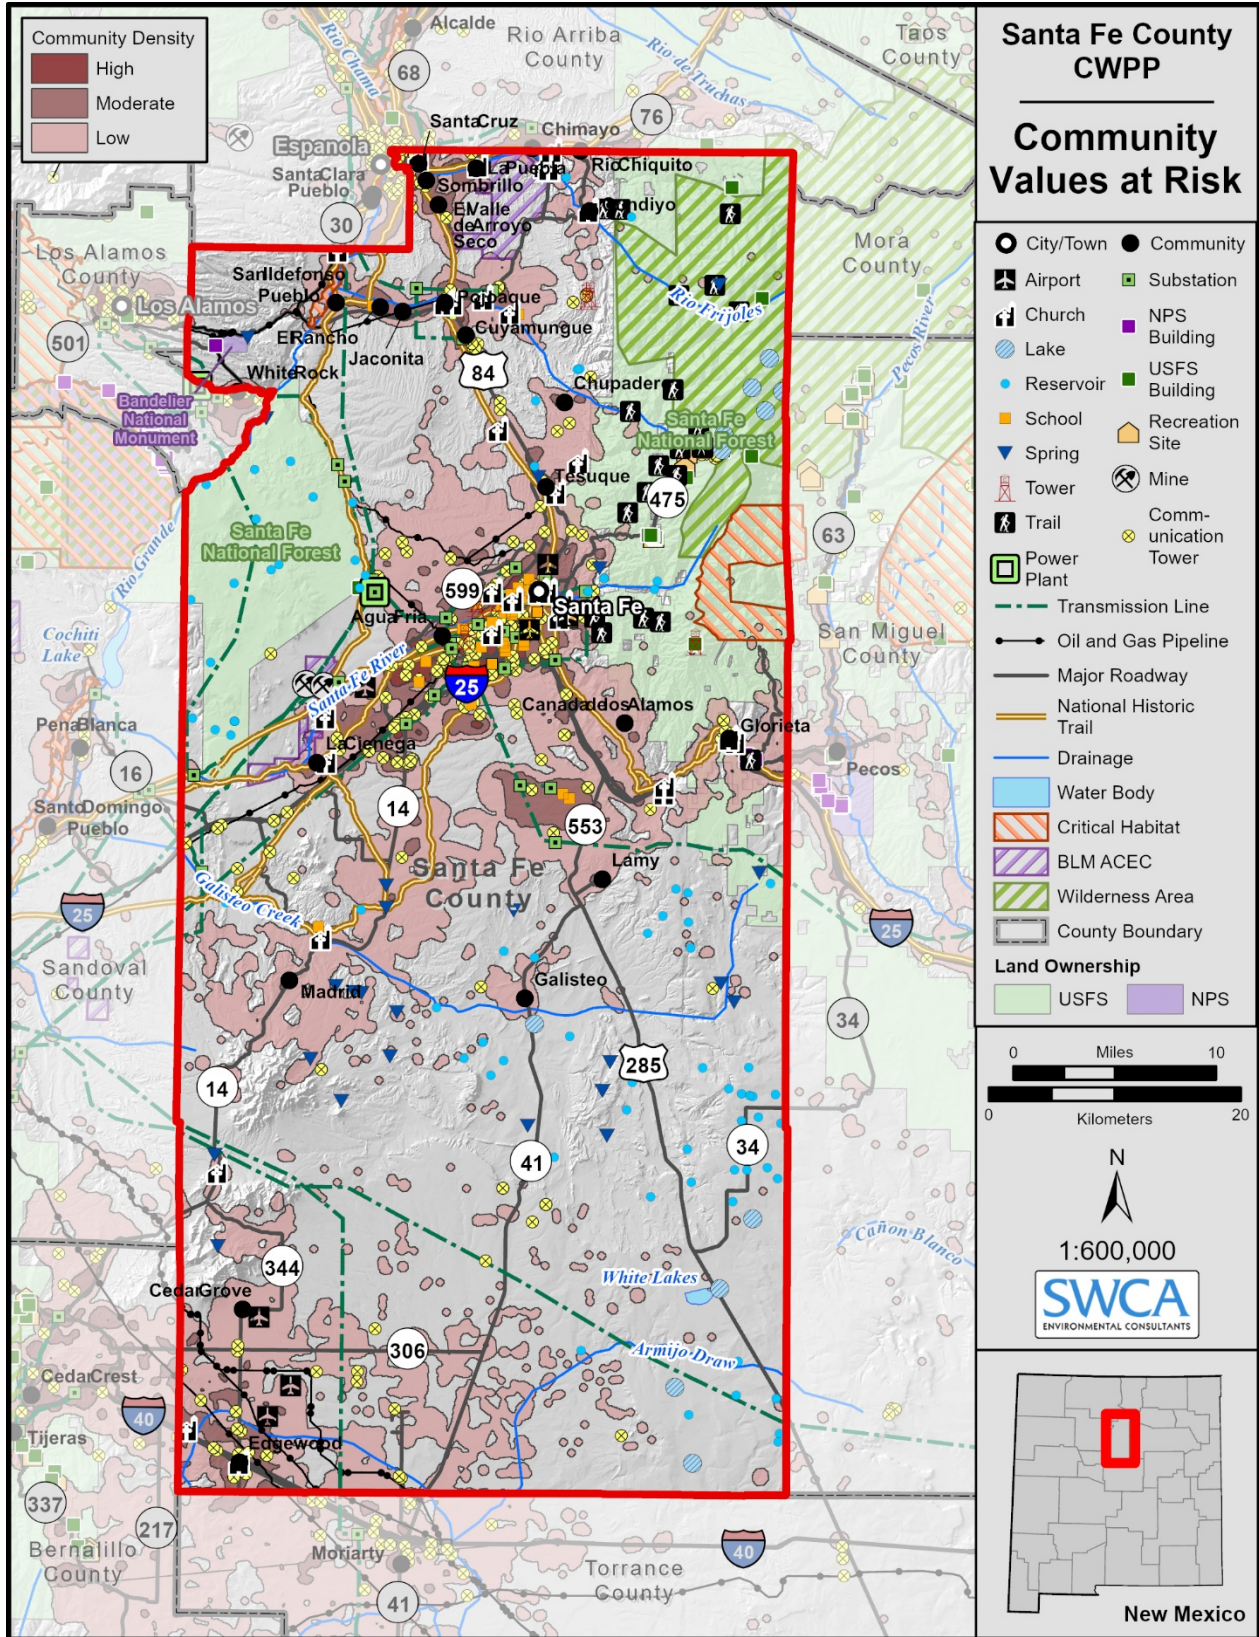 Community Density
High
Moderate
Low
Alcalde
Rio Arriba
County
Taos
County
Rio Chama
Rio de Truchas
68
76
Santa Cruz
Chimayo
Espanola
La Puebla
Rio Chiquito
Santa Clara
Pueblo
Sombrillo
El Valle
de Arroyo
Seco
30
Los Alamos
County
Mora
County
San Ildefonso
Pueblo
Pojoaque
Rio Frijoles
Pecos River
Los Alamos
El Rancho
Cuyamungue
501
Jaconita
White Rock
84
Chupadero
Bandelier
National
Monument
Santa Fe
National Forest
Tesuque
475
Rio Grande
Santa Fe
National Forest
63
599
Santa Fe
Agua Fria
Cochiti
Lake
San Miguel
County
Santa Fe River
25
Canada de los Alamos
Glorieta
Pena Blanca
La Cienega
Pecos
16
Santo Domingo
Pueblo
14
553
Santa Fe
County
Lamy
Galisteo Creek
25
25
Sandoval
County
Madrid
Galisteo
34
285
14
41
34
Cañon Blanco
344
White Lakes
Cedar Grove
306
Armijo Draw
Cedar Crest
40
Tijeras
Edgewood
337
217
Bernalillo
County
Moriarty
40
Torrance
County
41
Santa Fe County
CWPP
Community
Values at Risk
City/Town
Community
Airport
Substation
Church
NPS
Building
Lake
Reservoir
USFS
Building
School
Recreation
Site
Spring
Tower
Mine
Trail
Comm-
unication
Tower
Power
Plant
Transmission Line
Oil and Gas Pipeline
Major Roadway
National Historic
Trail
Drainage
Water Body
Critical Habitat
BLM ACEC
Wilderness Area
County Boundary
Land Ownership
USFS
NPS
0 Miles 10
0 Kilometers 20
N
1:600,000
SWCA
ENVIRONMENTAL CONSULTANTS
New Mexico